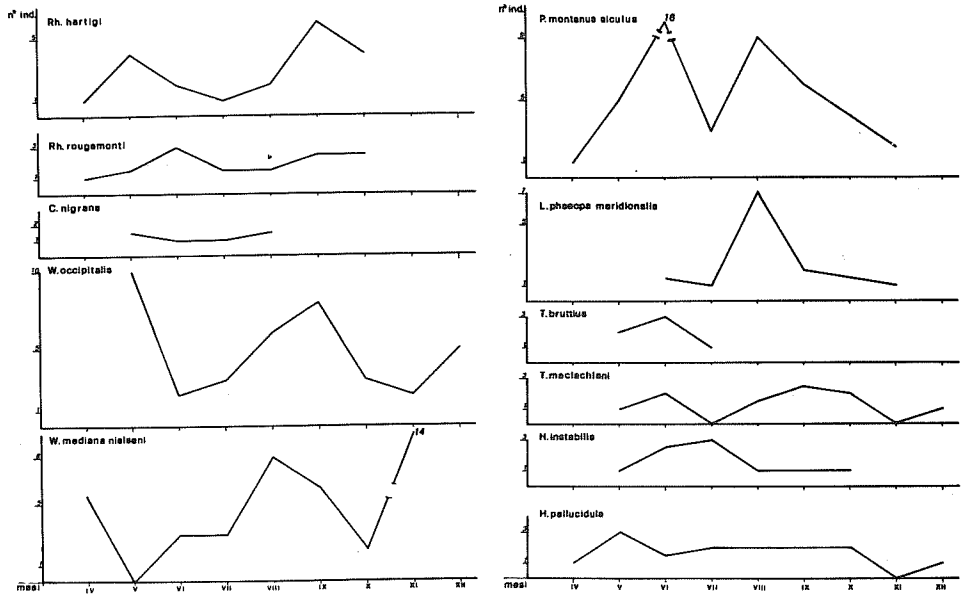 n° ind.
Rh. hartigi
Rh. rougemonti
C. nigrans
W. occipitalis
10
W. mediana nielseni
14
mesi
IV V VI VII VIII IX X XI XII
n° ind.
P. montanus siculus
16
L. phaeopa meridionalis
T. bruttius
T. maclachlani
H. instabilis
H. pellucidula
mesi
IV V VI VII VIII IX X XI XII